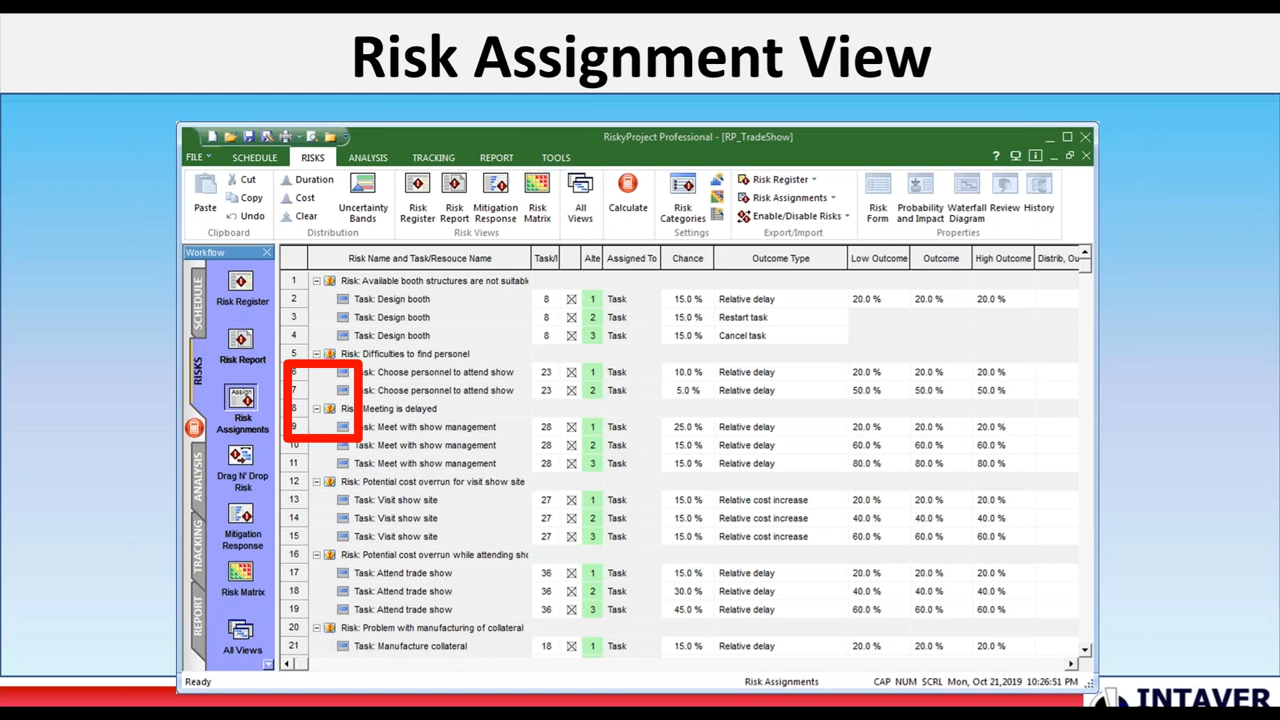 Risk Assignment View
RiskyProject Professional - [RP_TradeShow]
FILE SCHEDULE RISKS ANALYSIS TRACKING REPORT TOOLS ?
Paste Cut Copy Undo Clipboard
Duration Cost Clear Distribution
Uncertainty Bands
Risk Register Risk Report Mitigation Response Risk Matrix Risk Views
All Views
Calculate
Risk Categories Settings
Risk Register Risk Assignments Enable/Disable Risks Export/Import
Risk Form Probability and Impact Waterfall Diagram Review History Properties
Workflow
SCHEDULE
RISKS
ANALYSIS
TRACKING
REPORT
Risk Register
Risk Report
Assign
Risk Assignments
Drag N' Drop Risk
Mitigation Response
Risk Matrix
All Views
Risk Name and Task/Resouce Name Task/I Alte Assigned To Chance Outcome Type Low Outcome Outcome High Outcome Distrib, Ou
1 Risk: Available booth structures are not suitabl
2 Task: Design booth 8 1 Task 15.0 % Relative delay 20.0 % 20.0 % 20.0 %
3 Task: Design booth 8 2 Task 15.0 % Restart task
4 Task: Design booth 8 3 Task 15.0 % Cancel task
5 Risk: Difficulties to find personel
6 sk: Choose personnel to attend show 23 1 Task 10.0 % Relative delay 20.0 % 20.0 % 20.0 %
7 sk: Choose personnel to attend show 23 2 Task 5.0 % Relative delay 50.0 % 50.0 % 50.0 %
8 Risk: Meeting is delayed
9 sk: Meet with show management 28 1 Task 25.0 % Relative delay 20.0 % 20.0 % 20.0 %
10 Task: Meet with show management 28 2 Task 15.0 % Relative delay 60.0 % 60.0 % 60.0 %
11 Task: Meet with show management 28 3 Task 15.0 % Relative delay 80.0 % 80.0 % 80.0 %
12 Risk: Potential cost overrun for visit show site
13 Task: Visit show site 27 1 Task 15.0 % Relative cost increase 20.0 % 20.0 % 20.0 %
14 Task: Visit show site 27 2 Task 15.0 % Relative cost increase 40.0 % 40.0 % 40.0 %
15 Task: Visit show site 27 3 Task 15.0 % Relative cost increase 60.0 % 60.0 % 60.0 %
16 Risk: Potential cost overrun while attending sho
17 Task: Attend trade show 36 1 Task 15.0 % Relative delay 20.0 % 20.0 % 20.0 %
18 Task: Attend trade show 36 2 Task 30.0 % Relative delay 40.0 % 40.0 % 40.0 %
19 Task: Attend trade show 36 3 Task 45.0 % Relative delay 60.0 % 60.0 % 60.0 %
20 Risk: Problem with manufacturing of collateral
21 Task: Manufacture collateral 18 1 Task 15.0 % Relative delay 20.0 % 20.0 % 20.0 %
Ready Risk Assignments CAP NUM SCRL Mon, Oct 21,2019 10:26:51 PM
INTAVER